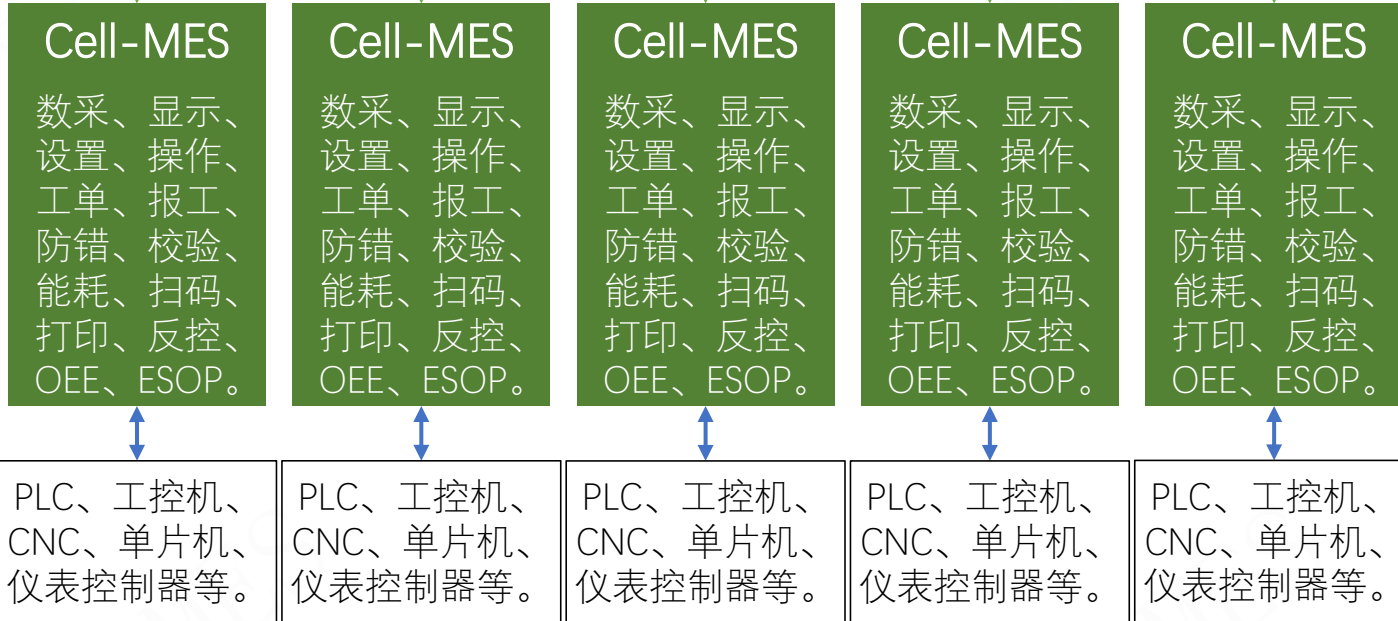 Cell-MES
数采、显示、
设置、操作、
工单、报工、
防错、校验、
能耗、扫码、
打印、反控、
OEE、ESOP。
PLC、工控机、
CNC、单片机、
仪表控制器等。
Cell-MES
数采、显示、
设置、操作、
工单、报工、
防错、校验、
能耗、扫码、
打印、反控、
OEE、ESOP。
PLC、工控机、
CNC、单片机、
仪表控制器等。
Cell-MES
数采、显示、
设置、操作、
工单、报工、
防错、校验、
能耗、扫码、
打印、反控、
OEE、ESOP。
PLC、工控机、
CNC、单片机、
仪表控制器等。
Cell-MES
数采、显示、
设置、操作、
工单、报工、
防错、校验、
能耗、扫码、
打印、反控、
OEE、ESOP。
PLC、工控机、
CNC、单片机、
仪表控制器等。
Cell-MES
数采、显示、
设置、操作、
工单、报工、
防错、校验、
能耗、扫码、
打印、反控、
OEE、ESOP。
PLC、工控机、
CNC、单片机、
仪表控制器等。